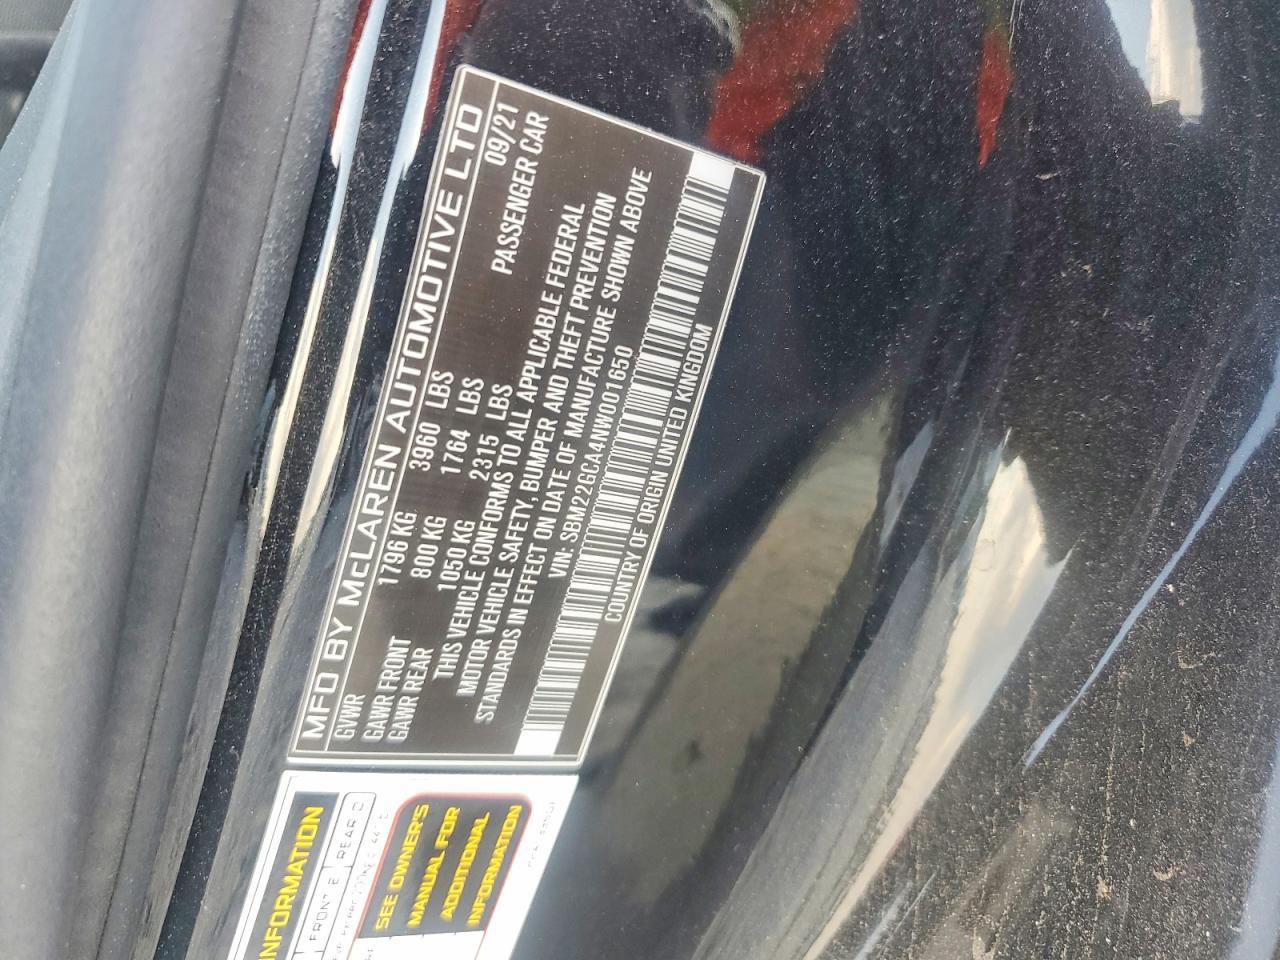 MFD BY McLAREN AUTOMOTIVE LTD
09/21
GVWR 1796 KG 3960 LBS PASSENGER CAR
GAWR FRONT 800 KG 1764 LBS
GAWR REAR 1050 KG 2315 LBS
THIS VEHICLE CONFORMS TO ALL APPLICABLE FEDERAL
MOTOR VEHICLE SAFETY, BUMPER AND THEFT PREVENTION
STANDARDS IN EFFECT ON DATE OF MANUFACTURE SHOWN ABOVE
VIN: SBM22GCA4NW001650
COUNTRY OF ORIGIN UNITED KINGDOM
INFORMATION
FRONT
REAR
SEE OWNER'S
MANUAL FOR
ADDITIONAL
INFORMATION